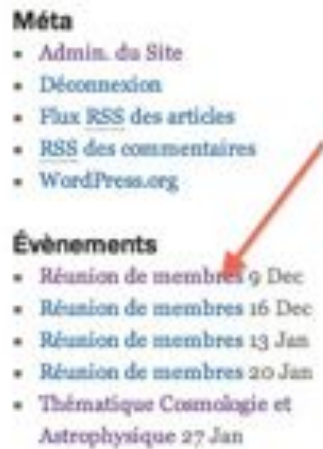 Méta
Admin. du Site
Déconnexion
Flux RSS des articles
RSS des commentaires
WordPress.org
Évènements
Réunion de membres 9 Dec
Réunion de membres 16 Dec
Réunion de membres 13 Jan
Réunion de membres 20 Jan
Thématique Cosmologie et
Astrophysique 27 Jan